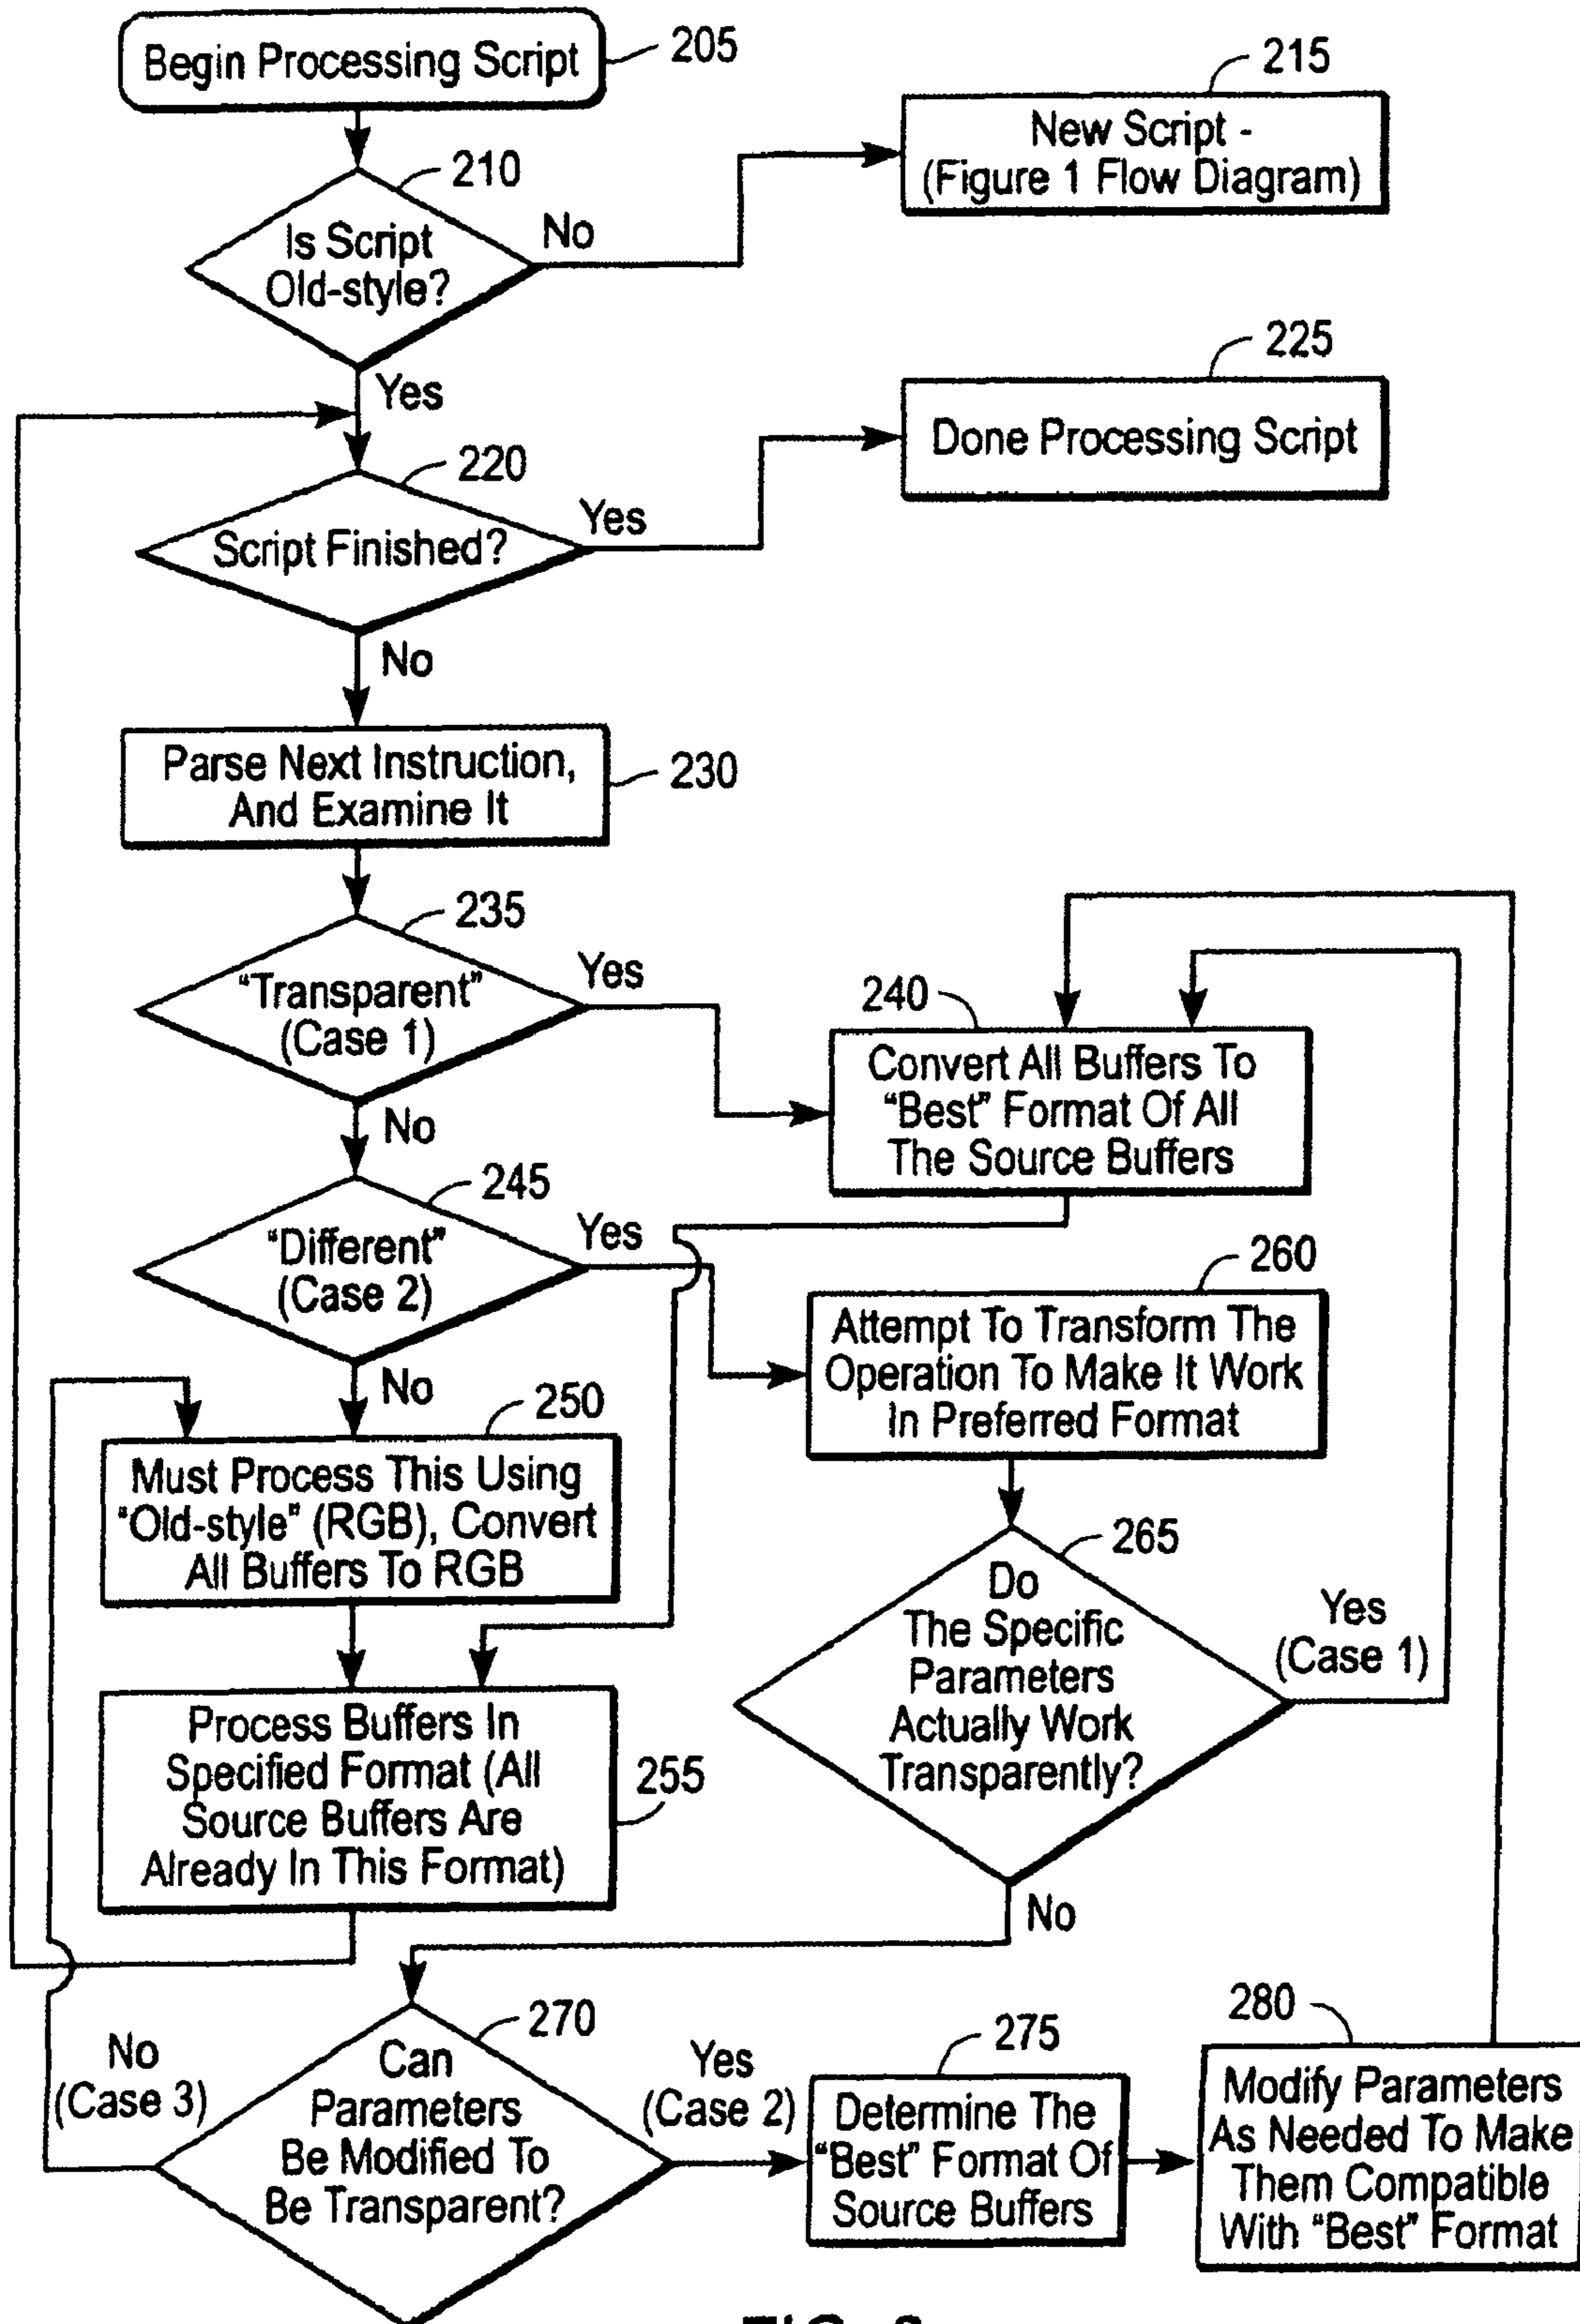 Begin Processing Script
205
215
New Script -
(Figure 1 Flow Diagram)
210
Is Script
Old-style?
No
Yes
225
Done Processing Script
220
Script Finished?
Yes
No
Parse Next Instruction,
And Examine It
230
235
"Transparent"
(Case 1)
Yes
No
240
Convert All Buffers To
"Best" Format Of All
The Source Buffers
245
"Different"
(Case 2)
Yes
No
260
Attempt To Transform The
Operation To Make It Work
In Preferred Format
250
Must Process This Using
"Old-style" (RGB), Convert
All Buffers To RGB
265
Do
The Specific
Parameters
Actually Work
Transparently?
Yes
(Case 1)
No
Process Buffers In
Specified Format (All
Source Buffers Are
Already In This Format)
255
270
Can
Parameters
Be Modified To
Be Transparent?
No
(Case 3)
Yes
(Case 2)
275
Determine The
"Best" Format Of
Source Buffers
280
Modify Parameters
As Needed To Make
Them Compatible
With "Best" Format